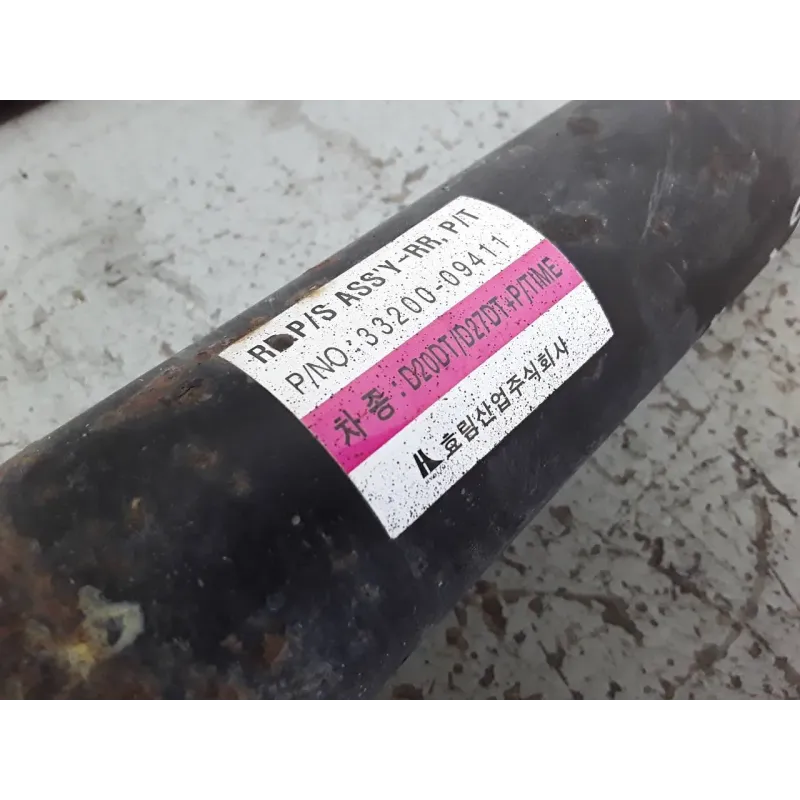 P/S ASS'Y-RR, P/T
P/NO.:33200-09411
차종: D20DT/D27DT+P/TIME
효림산업주식회사